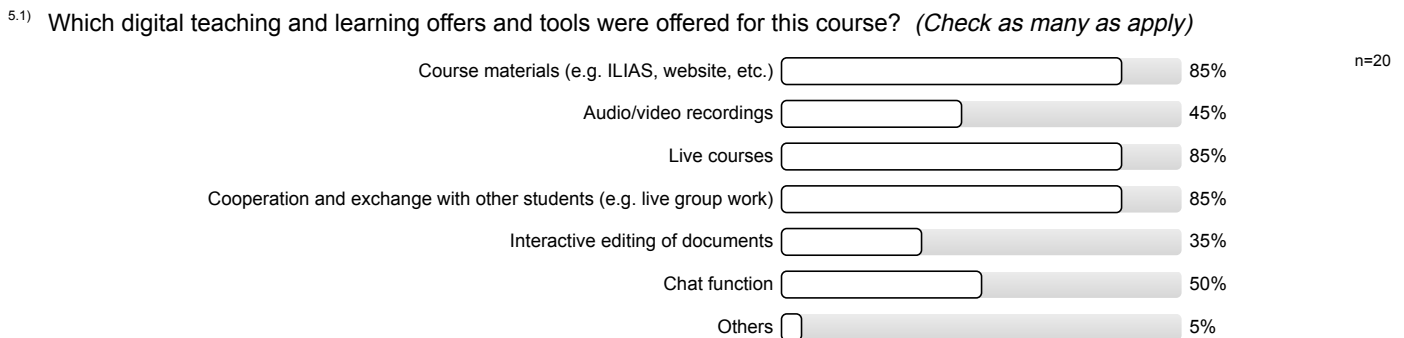 5.1) Which digital teaching and learning offers and tools were offered for this course? (Check as many as apply)
n=20
Course materials (e.g. ILIAS, website, etc.) 85%
Audio/video recordings 45%
Live courses 85%
Cooperation and exchange with other students (e.g. live group work) 85%
Interactive editing of documents 35%
Chat function 50%
Others 5%